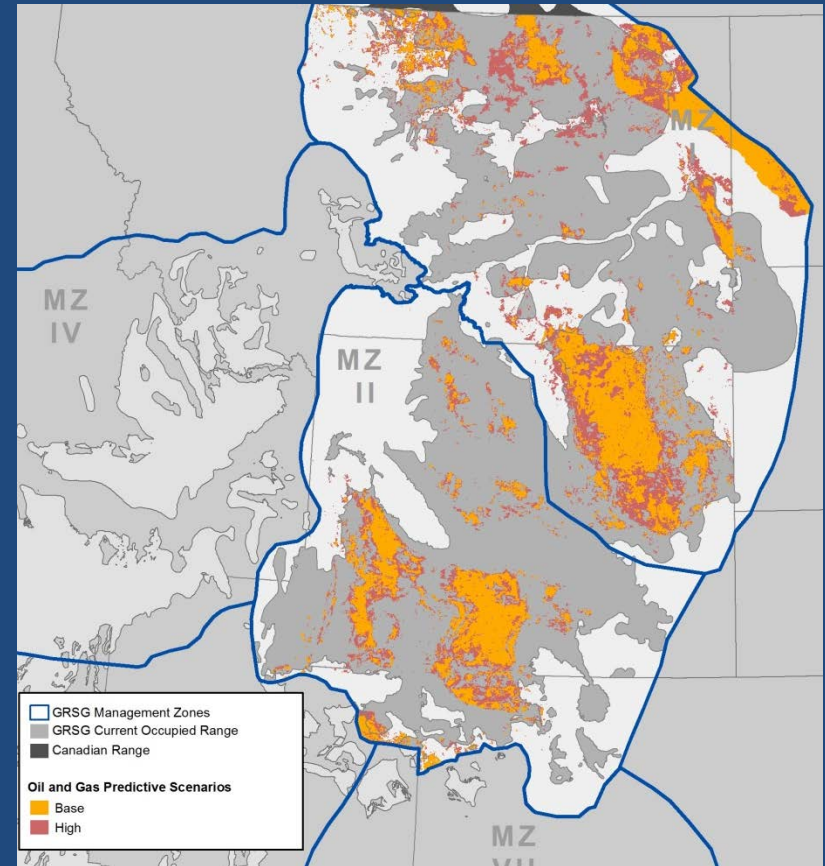 MZ
I
MZ
IV
MZ
II
GRSG Management Zones
GRSG Current Occupied Range
Canadian Range
Oil and Gas Predictive Scenarios
Base
High
MZ
VII